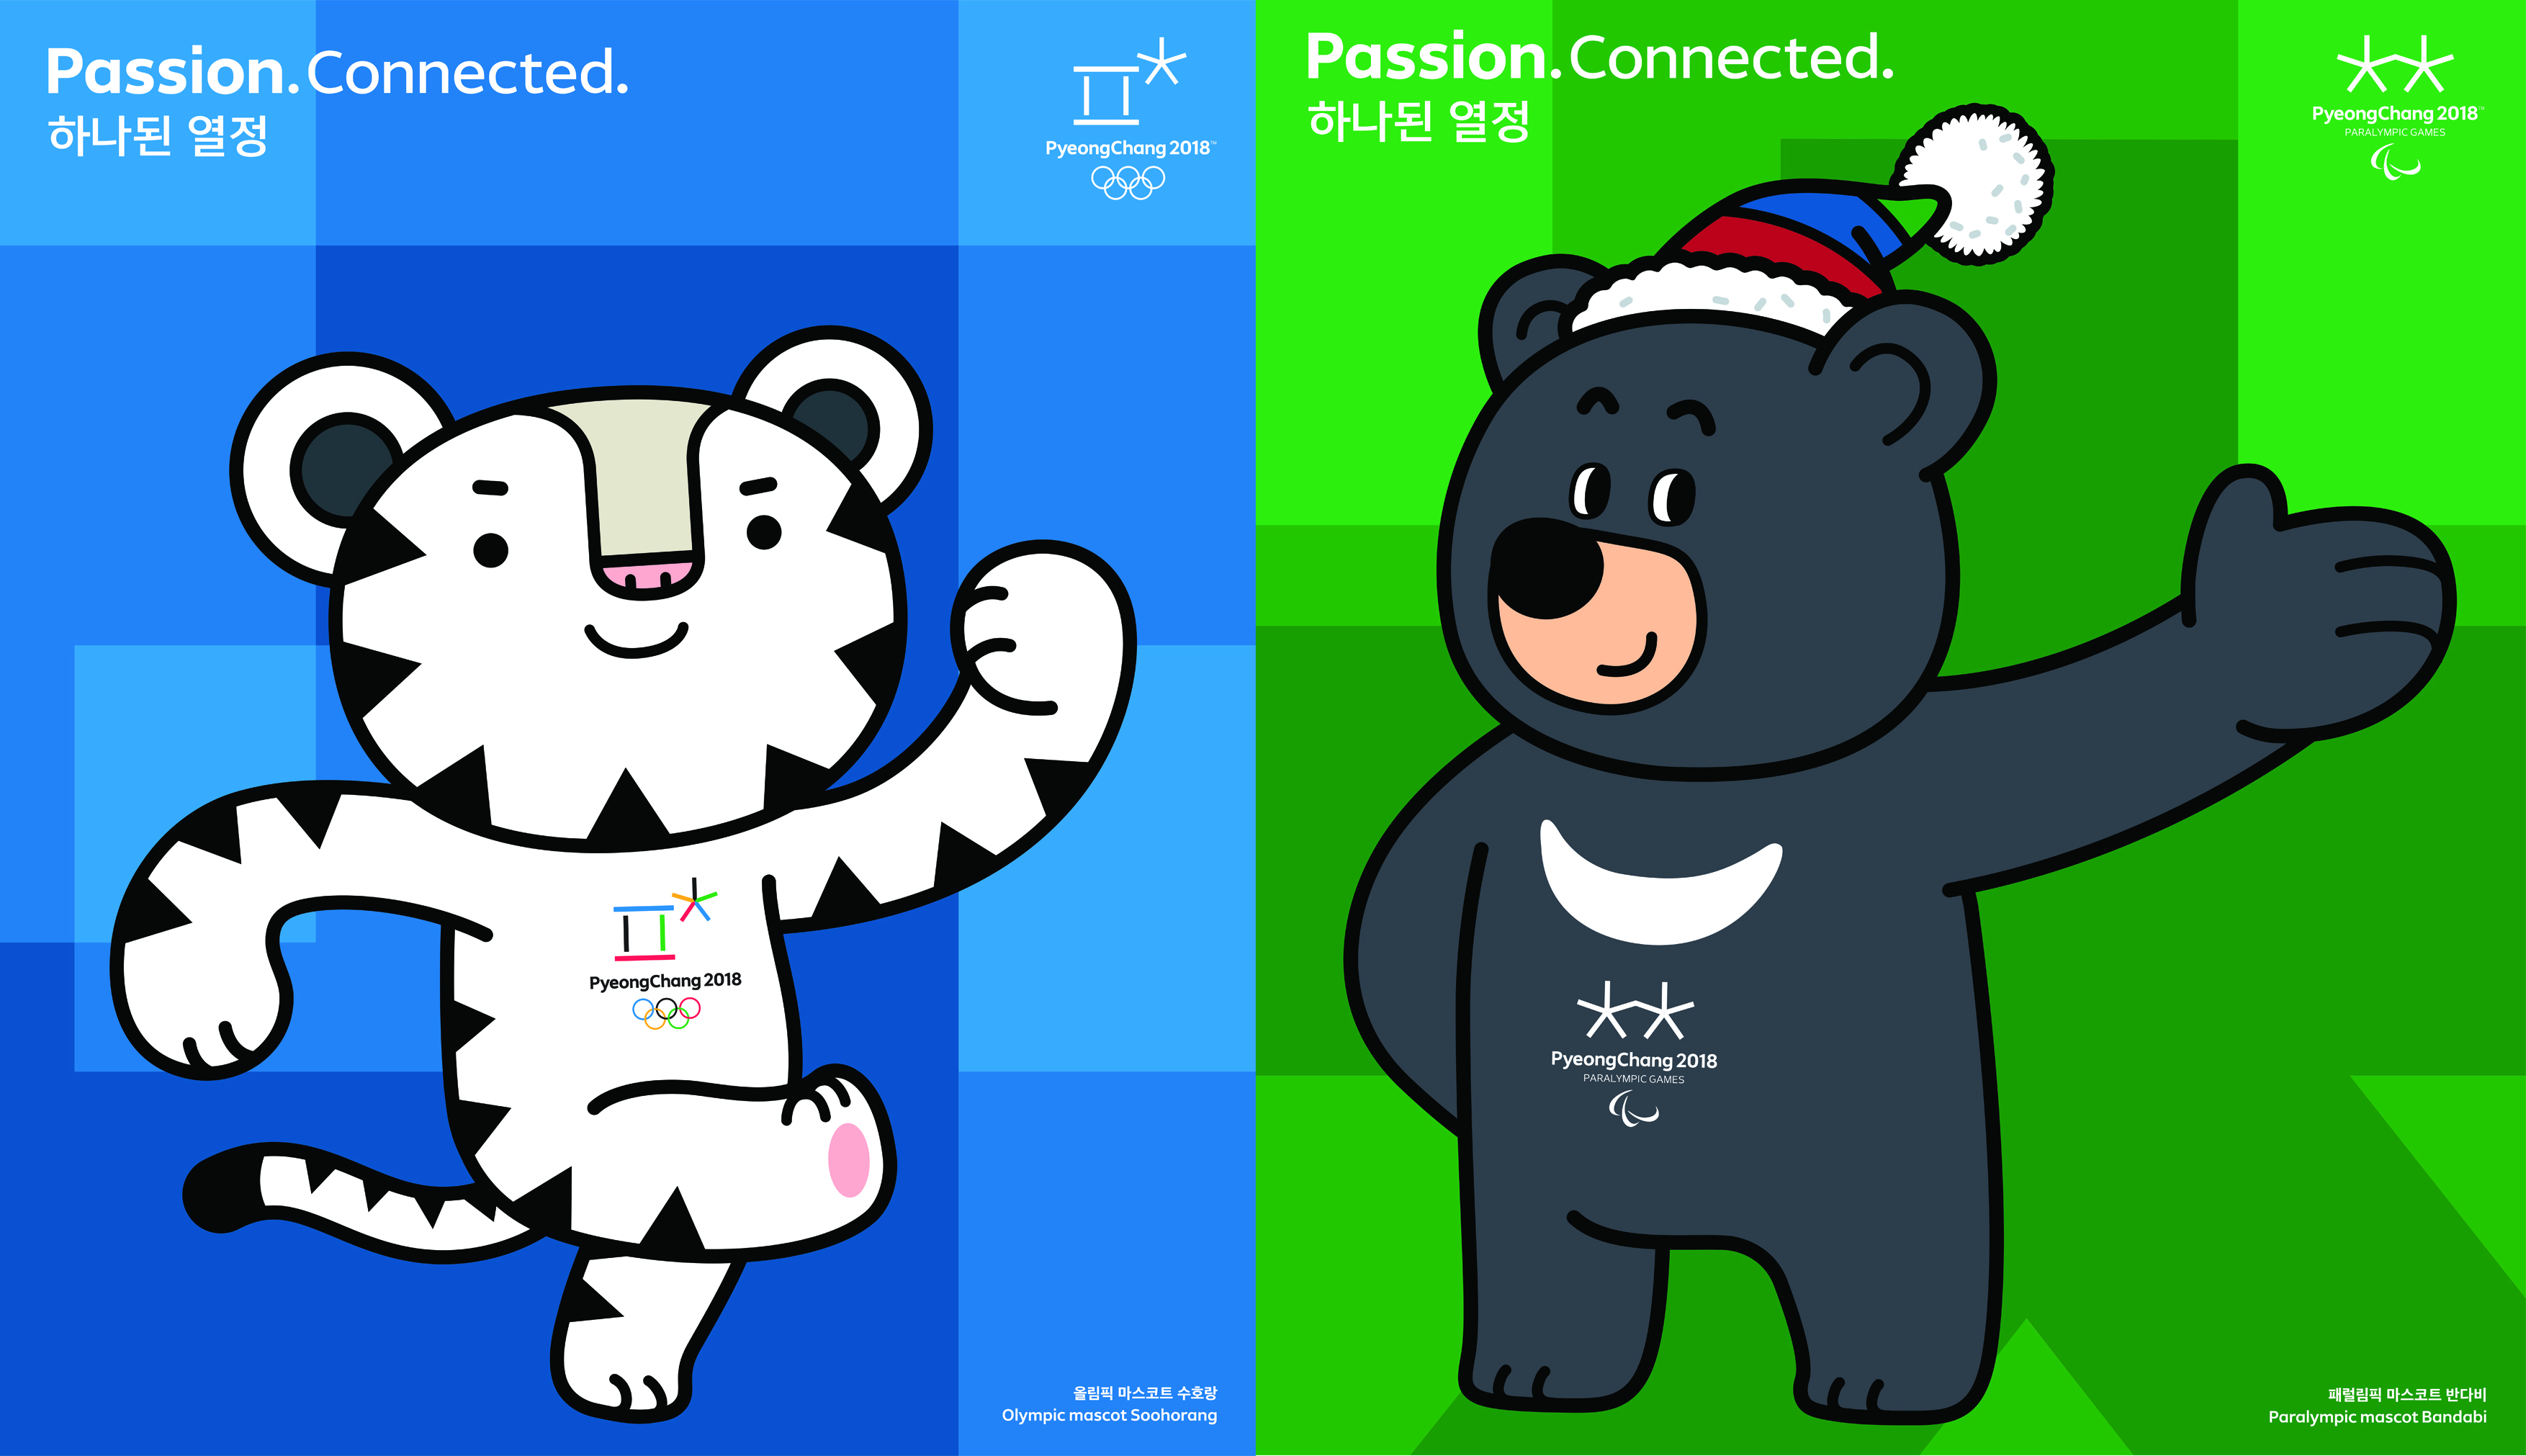 Passion. Connected.
하나된 열정
PyeongChang 2018™
PyeongChang 2018
올림픽 마스코트 수호랑
Olympic mascot Soohorang
Passion. Connected.
하나된 열정
PyeongChang 2018™
PARALYMPIC GAMES
PyeongChang 2018
PARALYMPIC GAMES
패럴림픽 마스코트 반다비
Paralympic mascot Bandabi